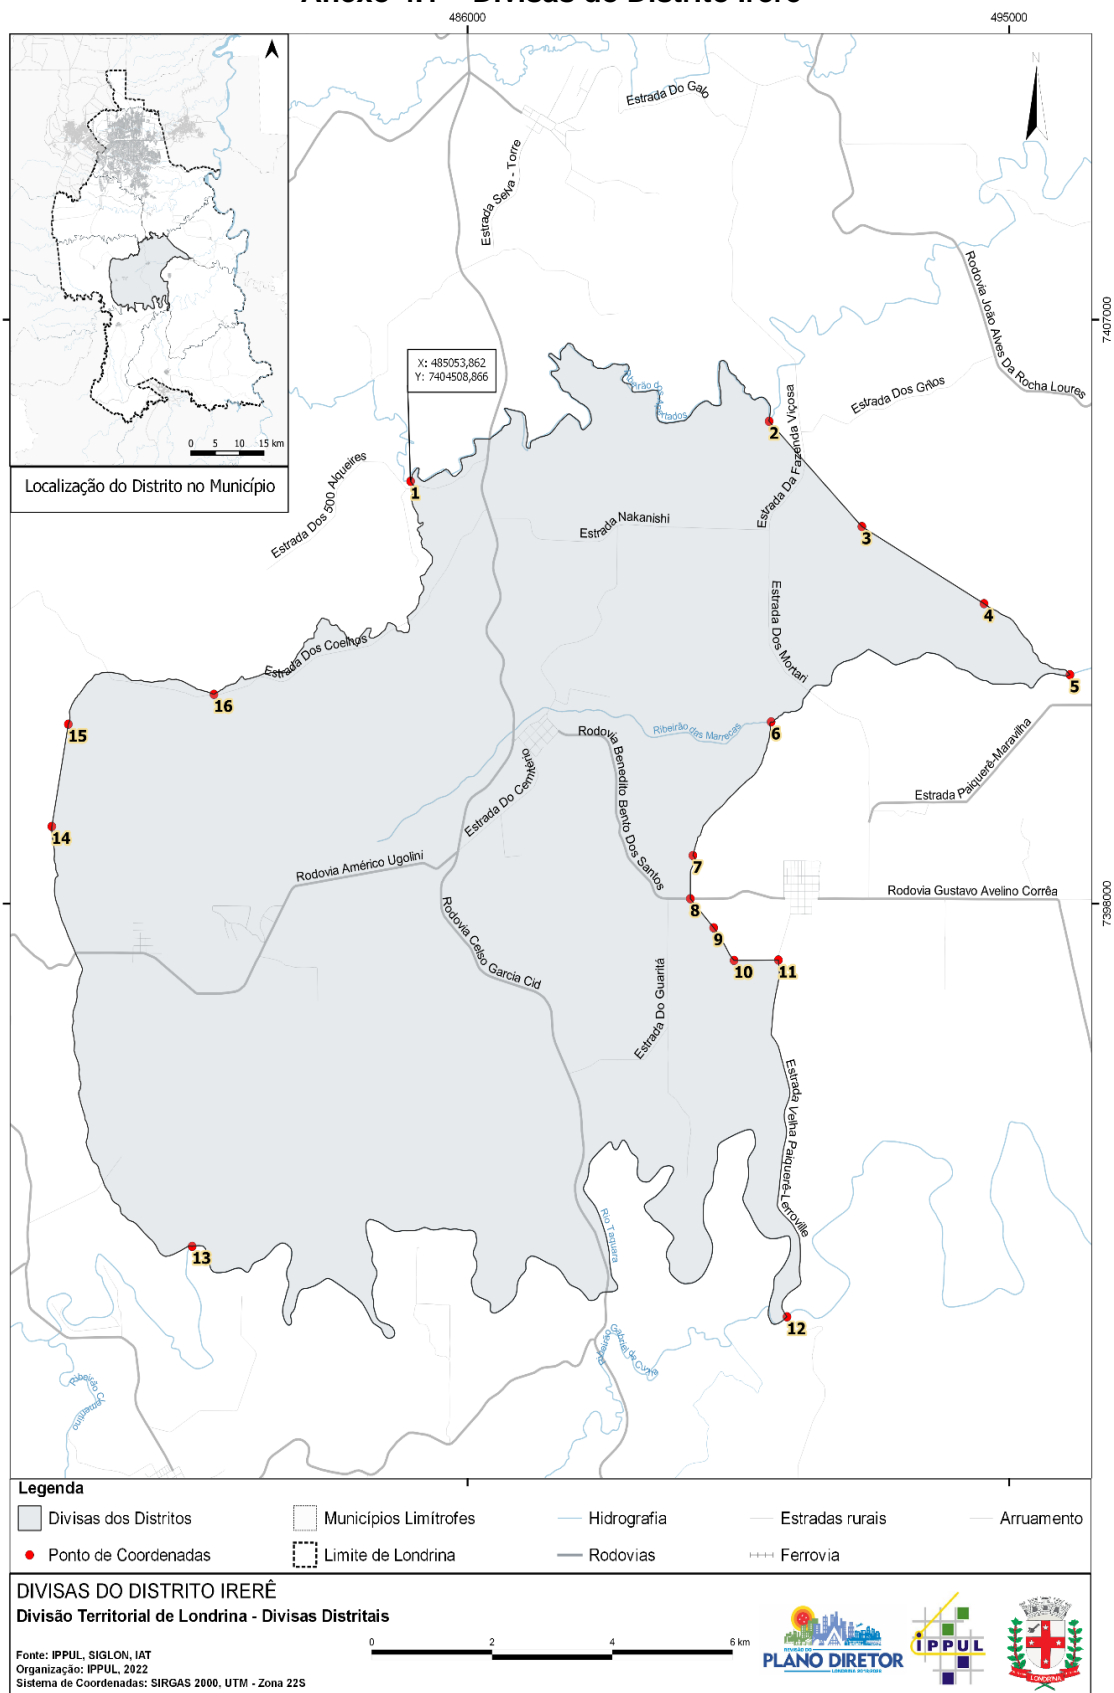 486000
495000
Estrada Do Galo
Estrada Selva - Torre
Rodovia João Alves Da Rocha Loures
7407000
7407000
X: 485053,862
Y: 7404508,866
Estrada Dos Grilos
Estrada Da Fazenda Viçosa
0 5 10 15 km
Localização do Distrito no Município
Estrada Dos 500 Alqueires
1
2
Estrada Nakanishi
3
Estrada Dos Mortari
4
Estrada Dos Coelhos
5
16
15
6
Ribeirão das Marrecas
Rodovia Benedito Bento Dos Santos
Estrada Do Cemitério
Estrada Paiquerê-Maravilha
14
7
Rodovia Américo Ugolini
Rodovia Gustavo Avelino Corrêa
8
7398000
Rodovia Celso Garcia Cid
9
10
11
Estrada Do Guaritá
Estrada Velha Paiquerê-Lerroville
Rio Taquara
13
12
Ribeirão
Gabriel da Cunha
Legenda
Divisas dos Distritos
Municípios Limítrofes
Hidrografia
Estradas rurais
Arruamento
Ponto de Coordenadas
Limite de Londrina
Rodovias
Ferrovia
DIVISAS DO DISTRITO IRERÊ
Divisão Territorial de Londrina - Divisas Distritais
Fonte: IPPUL, SIGLON, IAT
Organização: IPPUL, 2022
Sistema de Coordenadas: SIRGAS 2000, UTM - Zona 22S
0 2 4 6 km
PLANO DIRETOR
IPPUL
LONDRINA